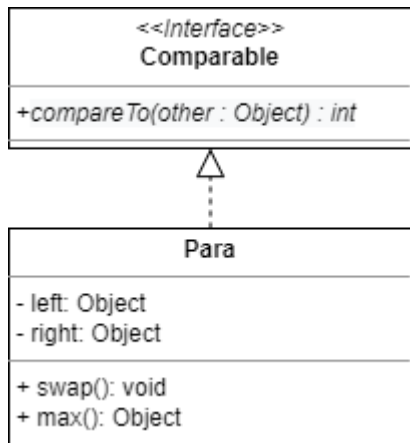 <<Interface>>
Comparable
+compareTo(other : Object) : int
Para
- left: Object
- right: Object
+ swap(): void
+ max(): Object